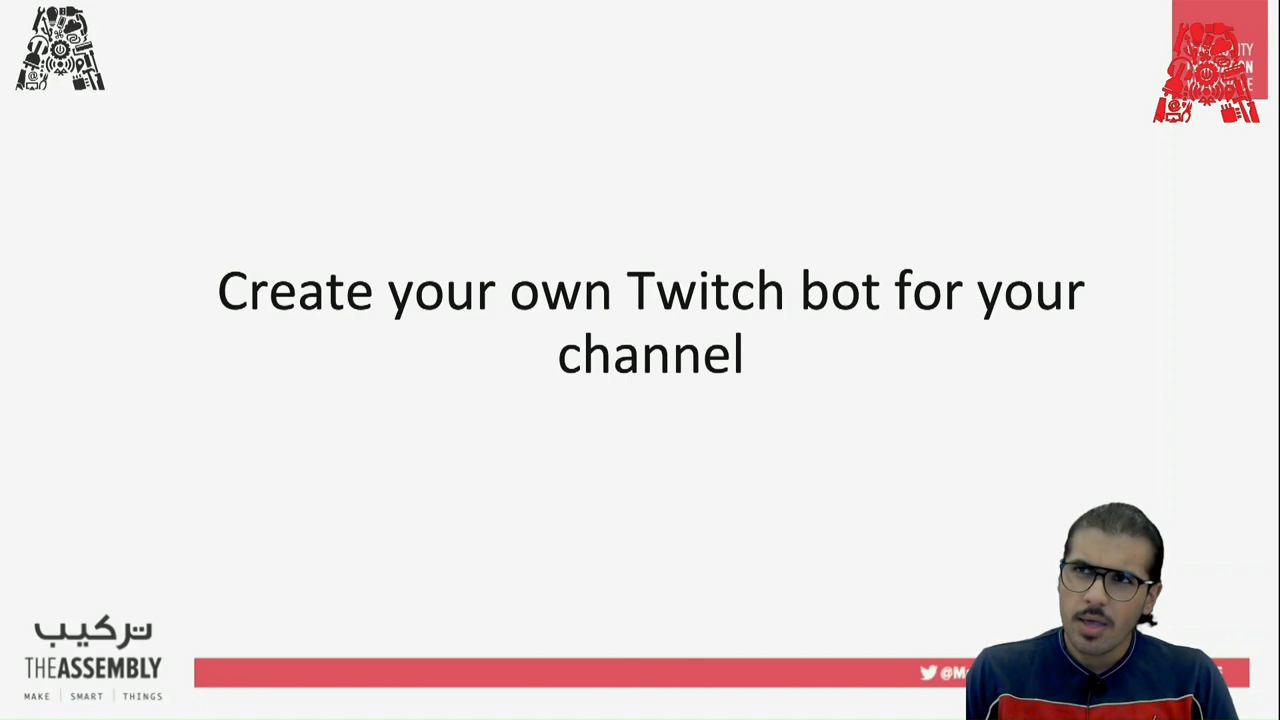 Create your own Twitch bot for your
channel
تركيب
THEASSEMBLY
MAKE | SMART | THINGS